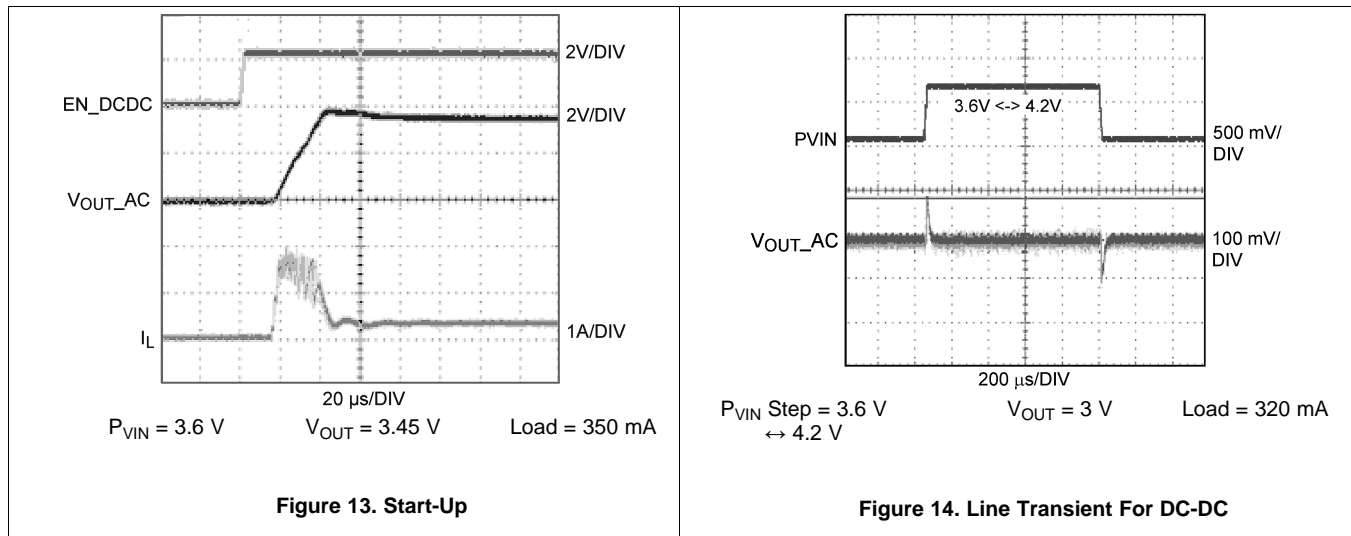 2V/DIV
EN_DCDC
2V/DIV
VOUT_AC
IL
1A/DIV
20 µs/DIV
PVIN = 3.6 V VOUT = 3.45 V Load = 350 mA
Figure 13. Start-Up
3.6V <-> 4.2V
PVIN
500 mV/
DIV
VOUT_AC
100 mV/
DIV
200 µs/DIV
PVIN Step = 3.6 V VOUT = 3 V Load = 320 mA
↔ 4.2 V
Figure 14. Line Transient For DC-DC